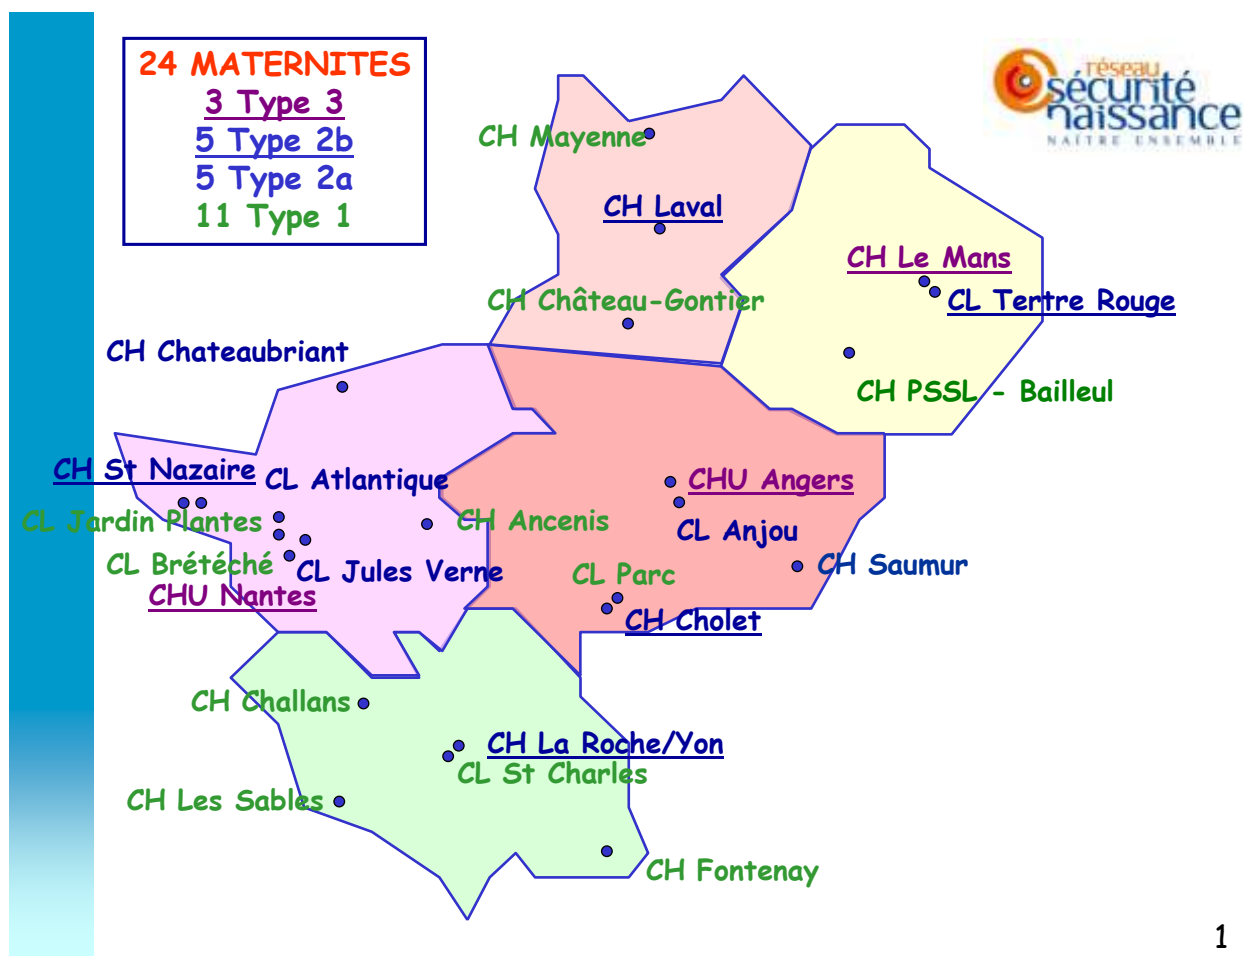 24 MATERNITES
3 Type 3
5 Type 2b
5 Type 2a
11 Type 1
réseau
sécurité
naissance
NAÎTRE ENSEMBLE
CH Mayenne
CH Laval
CH Le Mans
CH Château-Gontier
CL Tertre Rouge
CH Chateaubriant
CH PSSL - Bailleul
CH St Nazaire
CL Atlantique
CHU Angers
CL Jardin Plantes
CH Ancenis
CL Anjou
CL Brétéché
CL Jules Verne
CL Parc
CH Saumur
CHU Nantes
CH Cholet
CH Challans
CH La Roche/Yon
CL St Charles
CH Les Sables
CH Fontenay
1